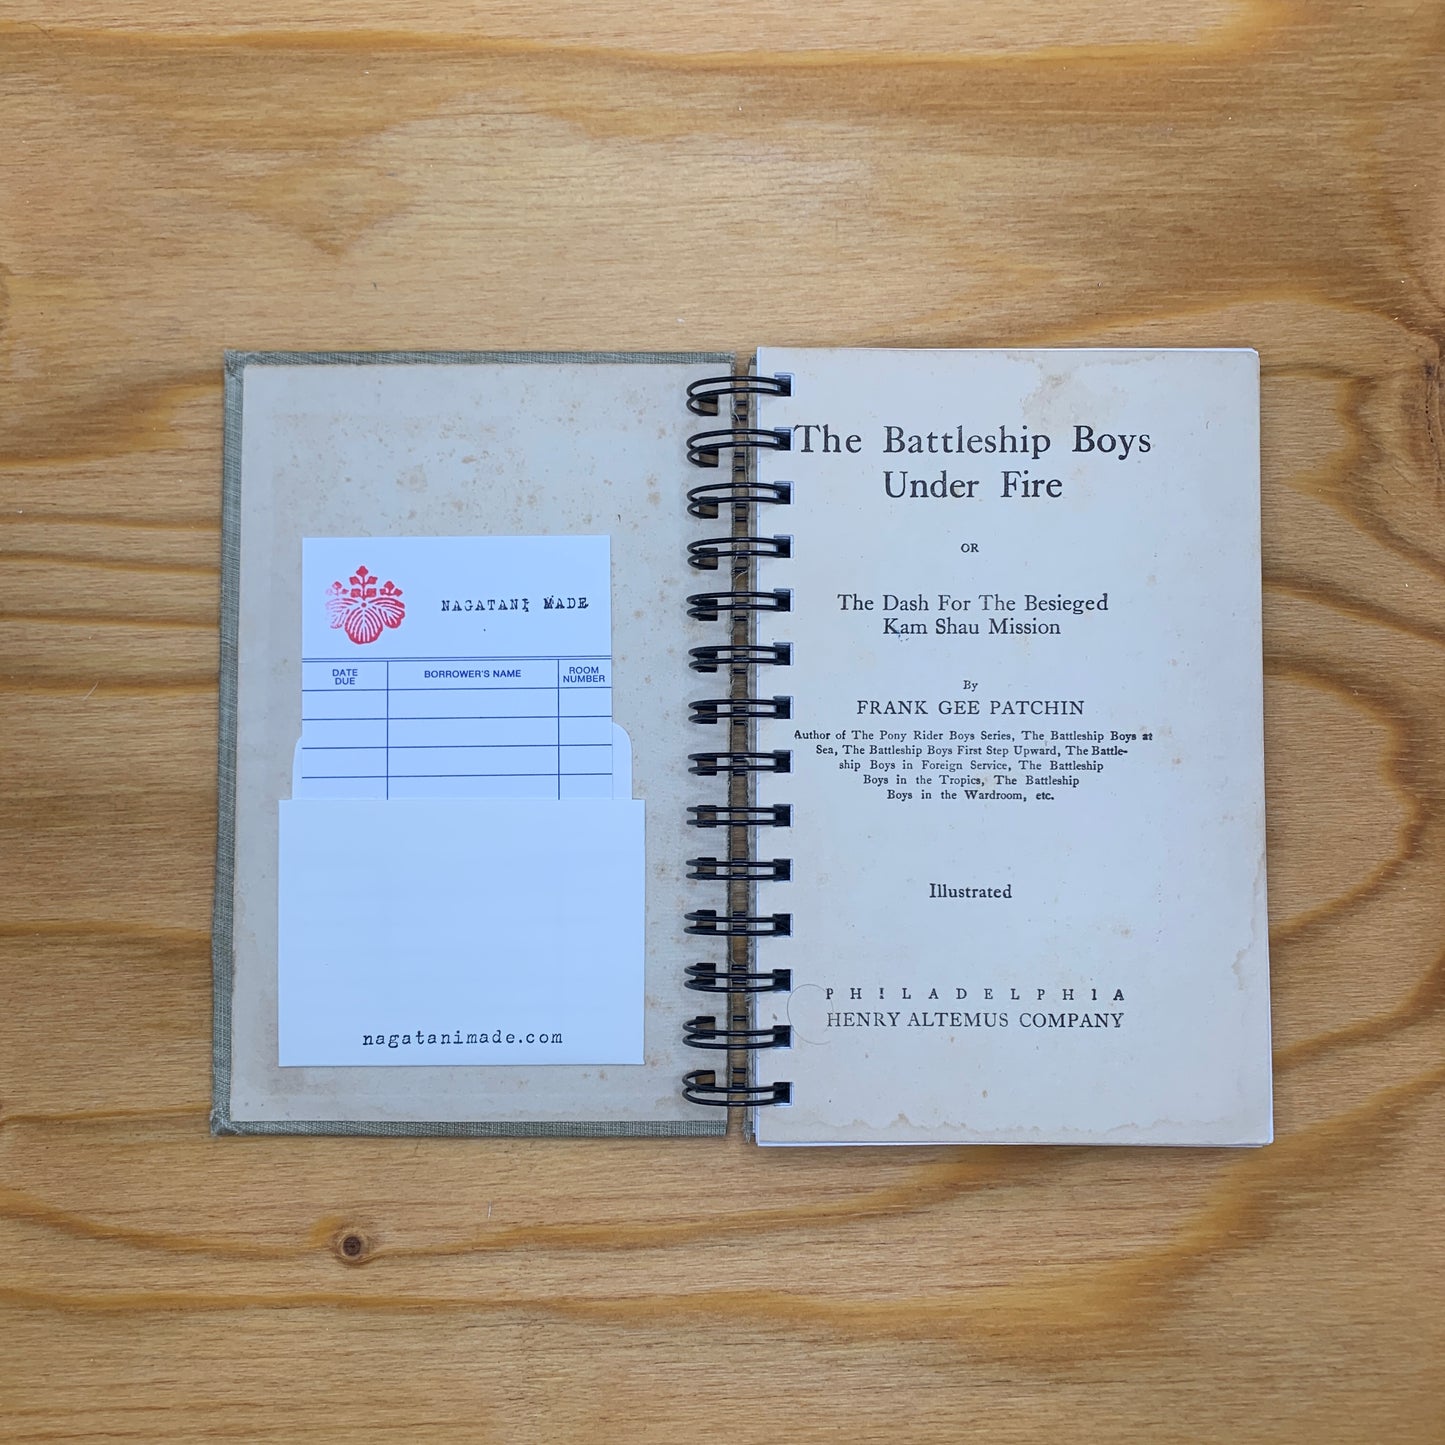 NAGATANI MADE
DATE DUE
BORROWER'S NAME
ROOM NUMBER
nagatanimade.com
The Battleship Boys
Under Fire
OR
The Dash For The Besieged
Kam Shau Mission
By
FRANK GEE PATCHIN
Author of The Pony Rider Boys Series, The Battleship Boys at
Sea, The Battleship Boys First Step Upward, The Battle-
ship Boys in Foreign Service, The Battleship
Boys in the Tropics, The Battleship
Boys in the Wardroom, etc.
Illustrated
PHILADELPHIA
HENRY ALTEMUS COMPANY